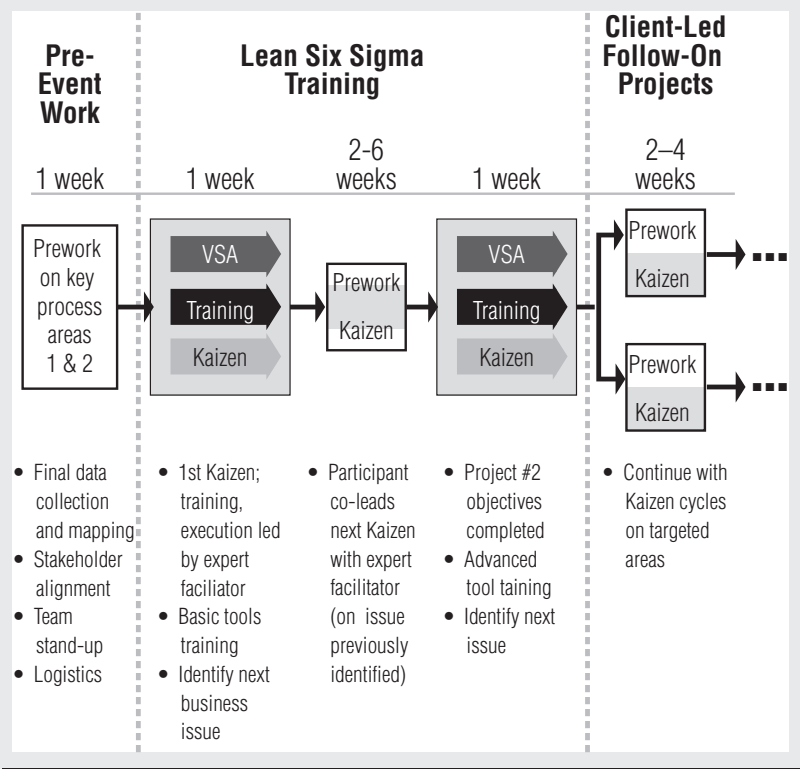 Pre-
Event
Work
Lean Six Sigma
Training
Client-Led
Follow-On
Projects
1 week
1 week
2-6
weeks
1 week
2–4
weeks
Prework
on key
process
areas
1 & 2
VSA
Training
Kaizen
Prework
Kaizen
VSA
Training
Kaizen
Prework
Kaizen
Prework
Kaizen
• Final data
collection
and mapping
• Stakeholder
alignment
• Team
stand-up
• Logistics
• 1st Kaizen;
training,
execution led
by expert
faciliator
• Basic tools
training
• Identify next
business
issue
• Participant
co-leads
next Kaizen
with expert
facilitator
(on issue
previously
identified)
• Project #2
objectives
completed
• Advanced
tool taining
• Identify next
issue
• Continue with
Kaizen cycles
on targeted
areas